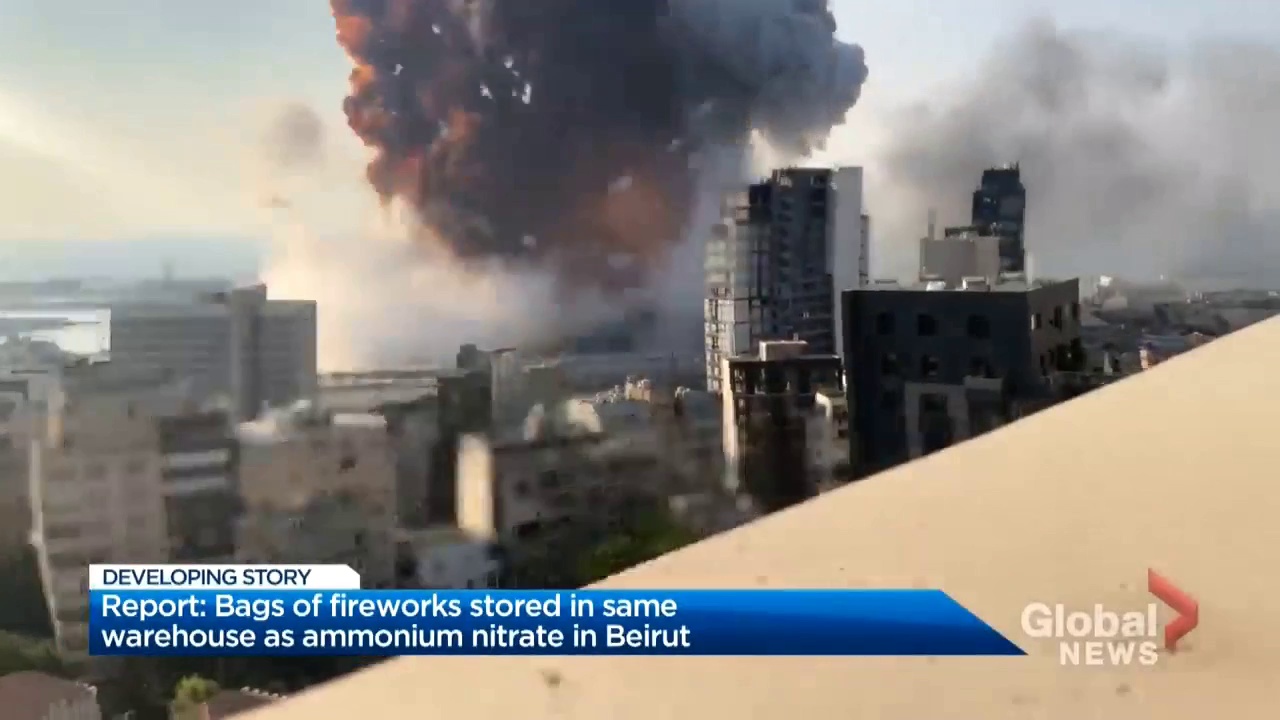 DEVELOPING STORY
Report: Bags of fireworks stored in same
warehouse as ammonium nitrate in Beirut
Global
NEWS